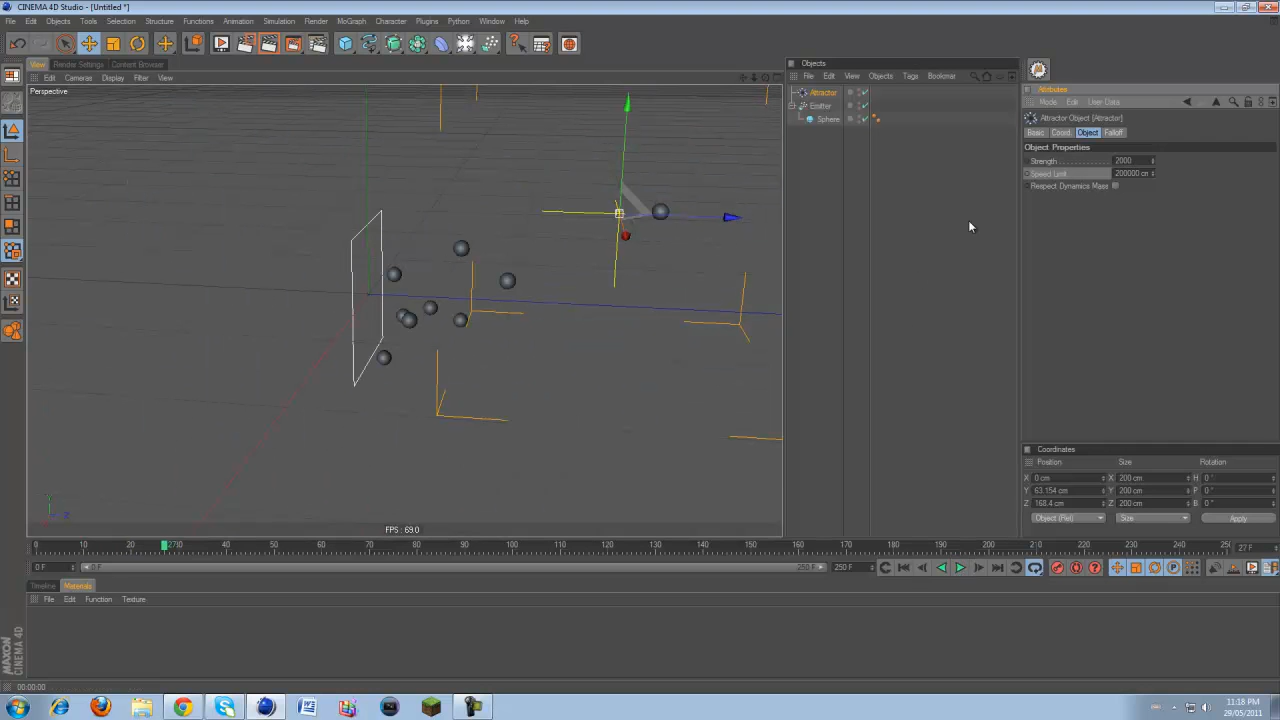 CINEMA 4D Studio - [Untitled *]
File Edit Objects Tools Selection Structure Functions Animation Simulation Render MoGraph Character Plugins Python Window Help
View Render Settings Content Browser
Edit Cameras Display Filter View
Perspective
FPS : 69.0
Objects
File Edit View Objects Tags Bookmar
Attractor
Emitter
Sphere
Attributes
Mode Edit User Data
Attractor Object [Attractor]
Basic Coord. Object Falloff
Object Properties
Strength 2000
Speed Limit 200000 cm
Respect Dynamics Mass
Coordinates
Position Size Rotation
X 0 cm X 200 cm H 0 °
Y 63.154 cm Y 200 cm P 0 °
Z 168.4 cm Z 200 cm B 0 °
Object (Rel) Size Apply
0 10 20 270 40 50 60 70 80 90 100 110 120 130 140 150 160 170 180 190 200 210 220 230 240 250 27 F
0 F 0 F 250 F 250 F
Timeline Materials
File Edit Function Texture
MAXON CINEMA 4D
00:00:00
11:18 PM
29/05/2011